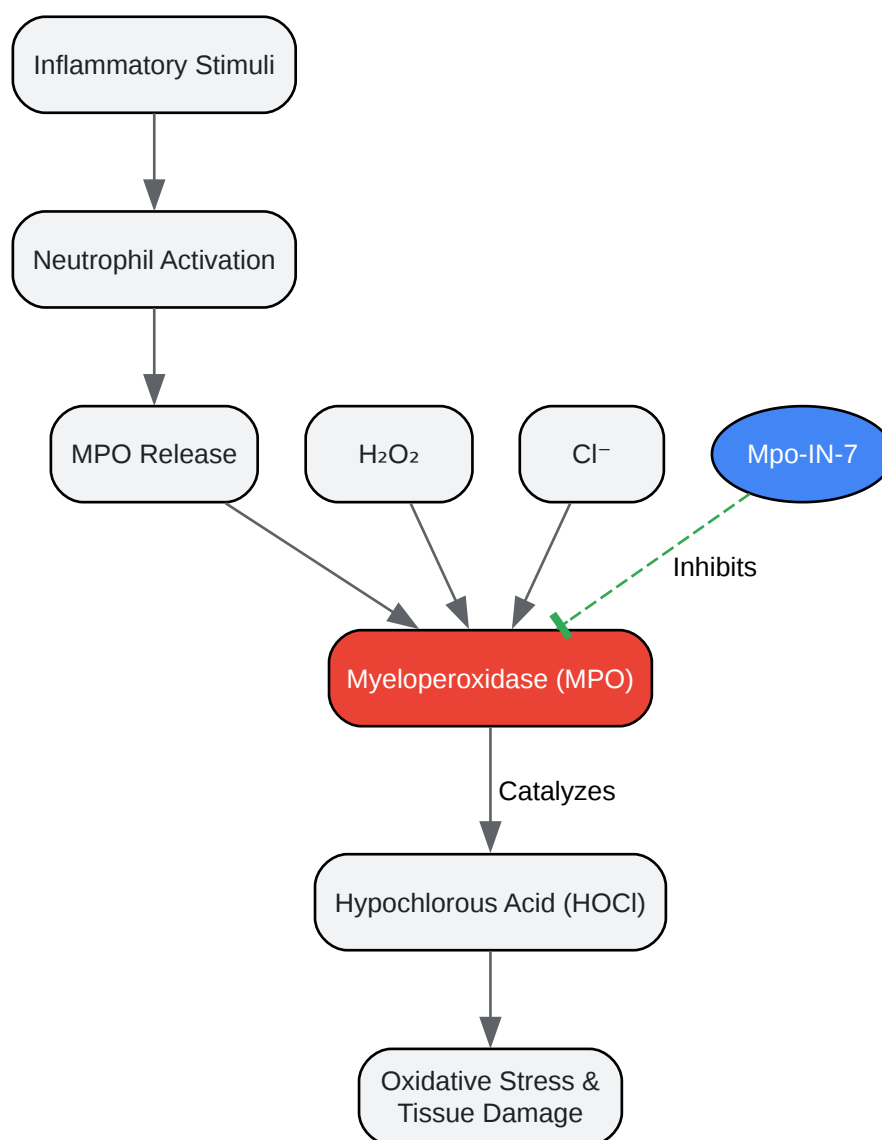 Inflammatory Stimuli
Neutrophil Activation
MPO Release
H₂O₂
Cl⁻
Mpo-IN-7
Inhibits
Myeloperoxidase (MPO)
Catalyzes
Hypochlorous Acid (HOCl)
Oxidative Stress &
Tissue Damage